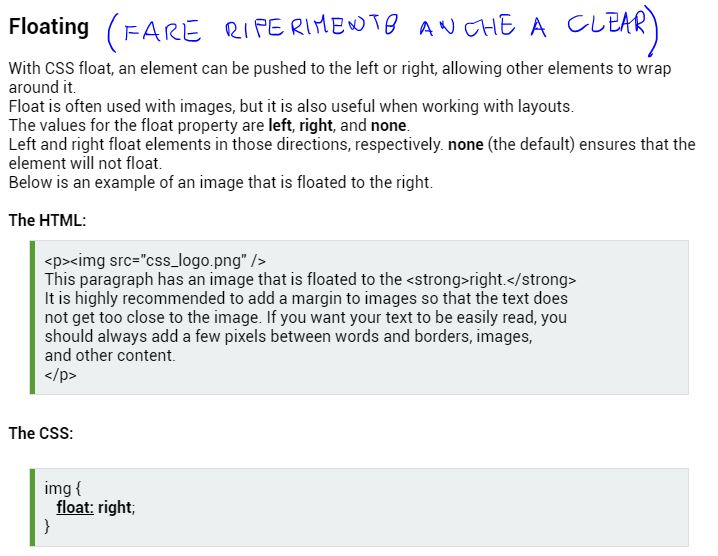 Floating (FARE RIFERIMENTO ANCHE A CLEAR)
With CSS float, an element can be pushed to the left or right, allowing other elements to wrap
around it.
Float is often used with images, but it is also useful when working with layouts.
The values for the float property are left, right, and none.
Left and right float elements in those directions, respectively. none (the default) ensures that the
element will not float.
Below is an example of an image that is floated to the right.
The HTML:
<p><img src="css_logo.png" />
This paragraph has an image that is floated to the <strong>right.</strong>
It is highly recommended to add a margin to images so that the text does
not get too close to the image. If you want your text to be easily read, you
should always add a few pixels between words and borders, images,
and other content.
</p>
The CSS:
img {
float: right;
}